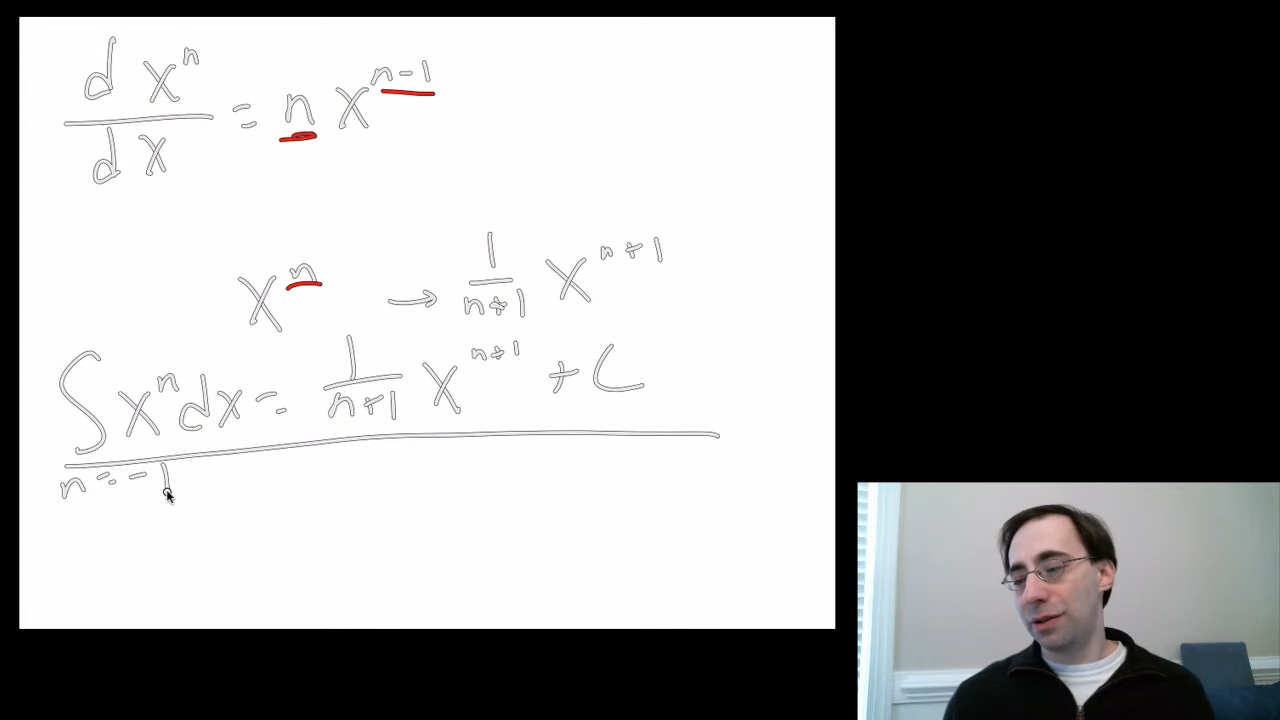 d xⁿ / d x = n xⁿ⁻¹
xⁿ → 1/(n+1) xⁿ⁺¹
∫ xⁿ dx = 1/(n+1) xⁿ⁺¹ + C
n = -1